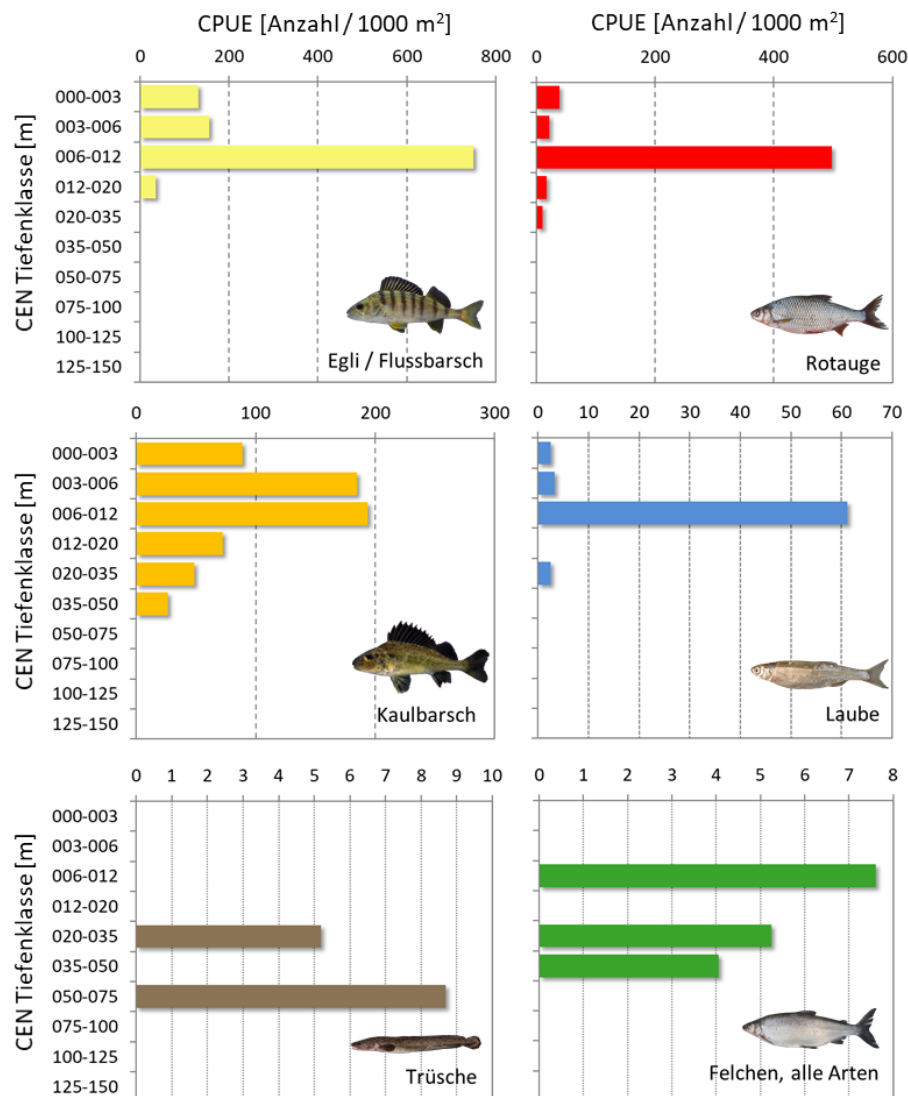 CPUE [Anzahl / 1000 m²]
CPUE [Anzahl / 1000 m²]
0 200 400 600 800
0 200 400 600
CEN Tiefenklasse [m]
000-003
003-006
006-012
012-020
020-035
035-050
050-075
075-100
100-125
125-150
Egli / Flussbarsch
Rotauge
0 100 200 300
0 10 20 30 40 50 60 70
CEN Tiefenklasse [m]
000-003
003-006
006-012
012-020
020-035
035-050
050-075
075-100
100-125
125-150
Kaulbarsch
Laube
0 1 2 3 4 5 6 7 8 9 10
0 1 2 3 4 5 6 7 8
CEN Tiefenklasse [m]
000-003
003-006
006-012
012-020
020-035
035-050
050-075
075-100
100-125
125-150
Trüsche
Felchen, alle Arten